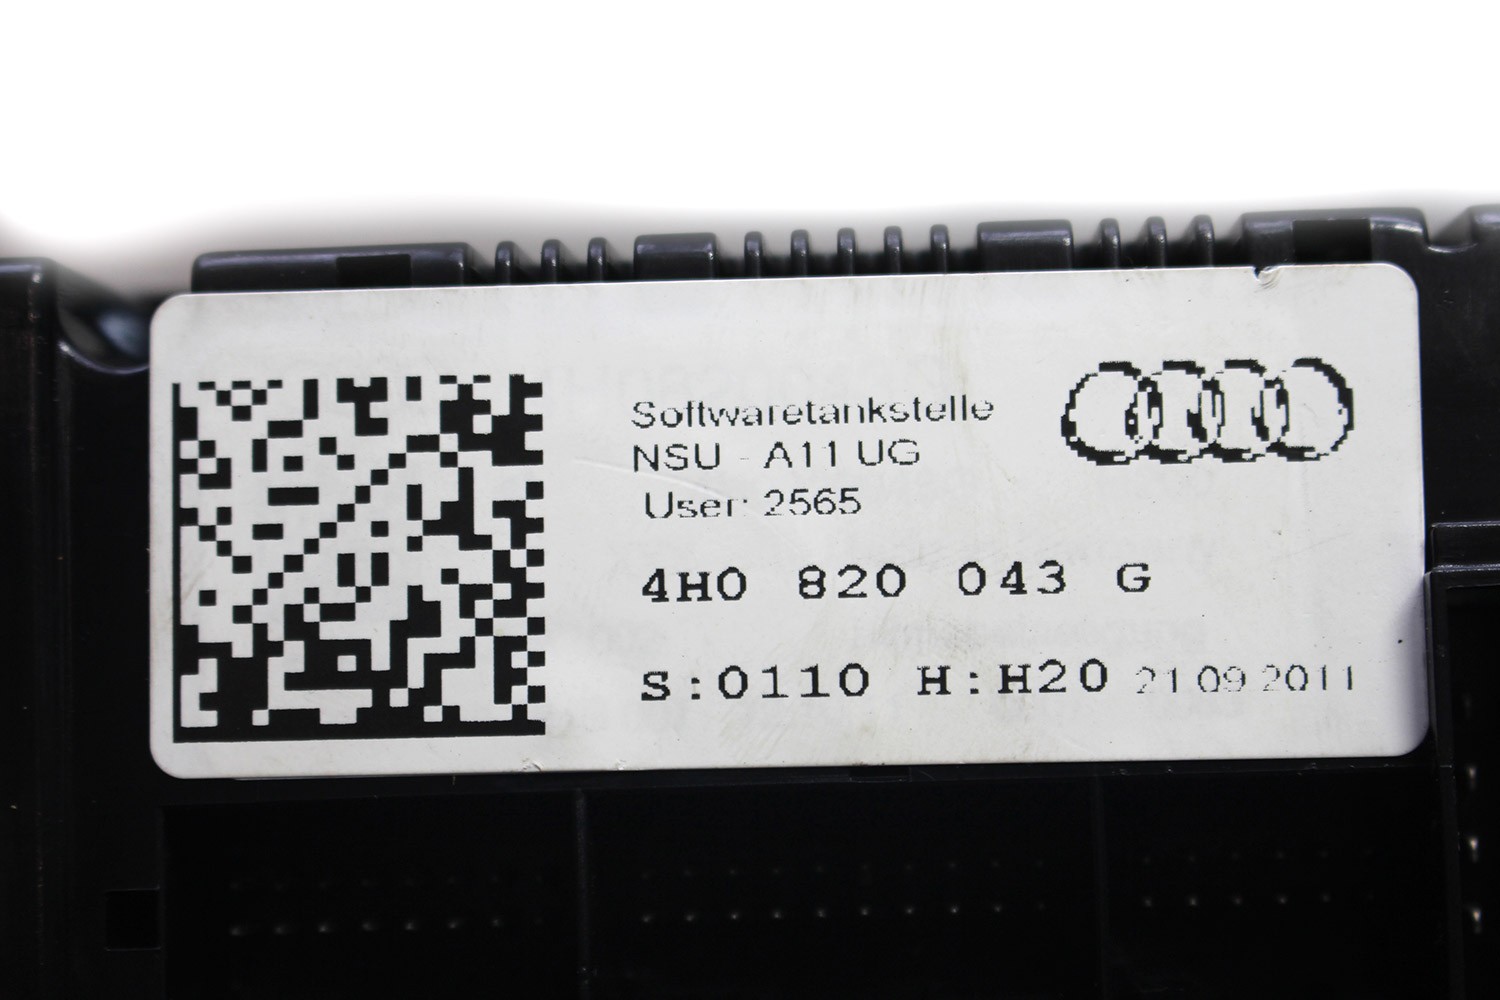 Softwaretankstelle
NSU - A11 UG
User: 2565
4H0 820 043 G
S:0110 H:H20 21 09 2011